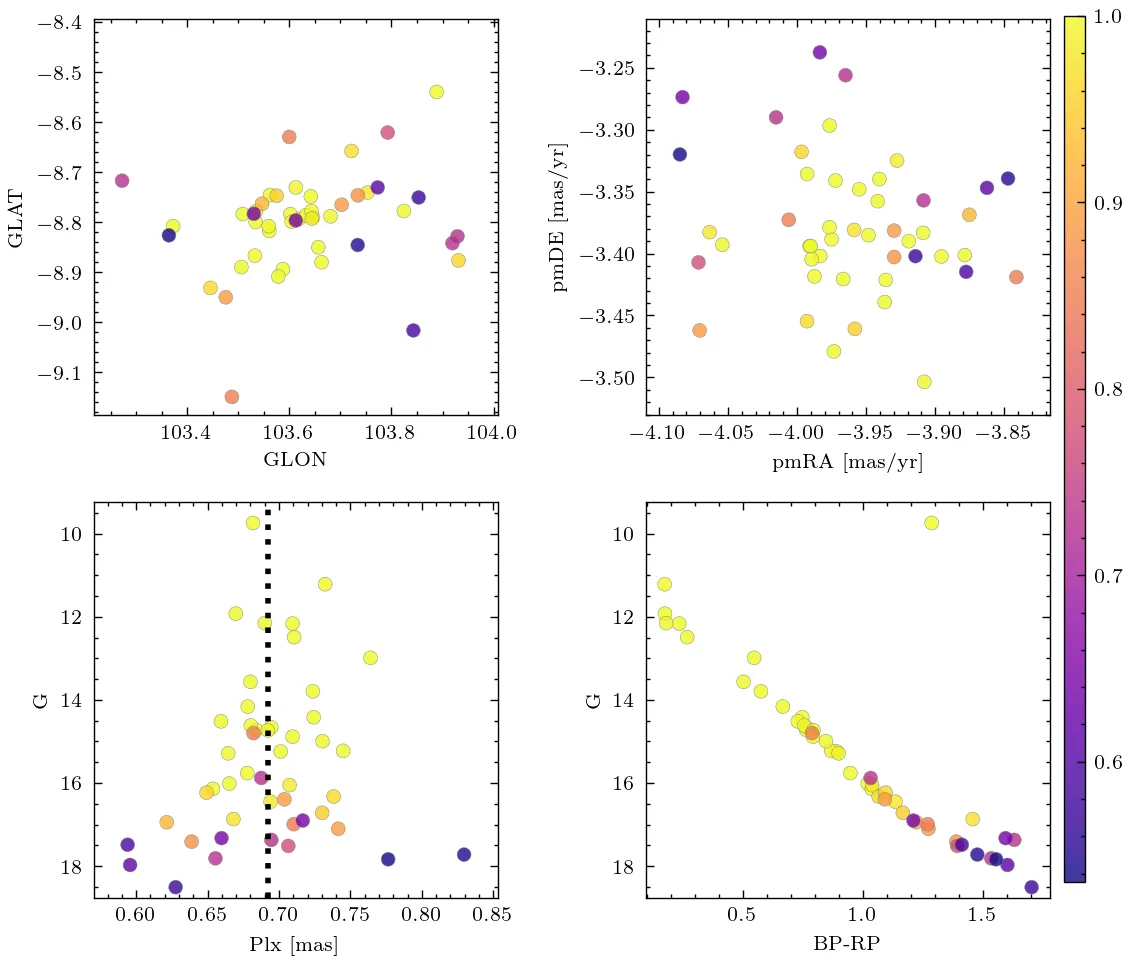 −8.4
−8.5
−8.6
−8.7
−8.8
−8.9
−9.0
−9.1
GLAT
103.4 103.6 103.8 104.0
GLON
−3.25
−3.30
−3.35
−3.40
−3.45
−3.50
pmDE [mas/yr]
−4.10 −4.05 −4.00 −3.95 −3.90 −3.85
pmRA [mas/yr]
10
12
14
16
18
G
0.60 0.65 0.70 0.75 0.80 0.85
Plx [mas]
10
12
14
16
18
G
0.5 1.0 1.5
BP-RP
1.0
0.9
0.8
0.7
0.6